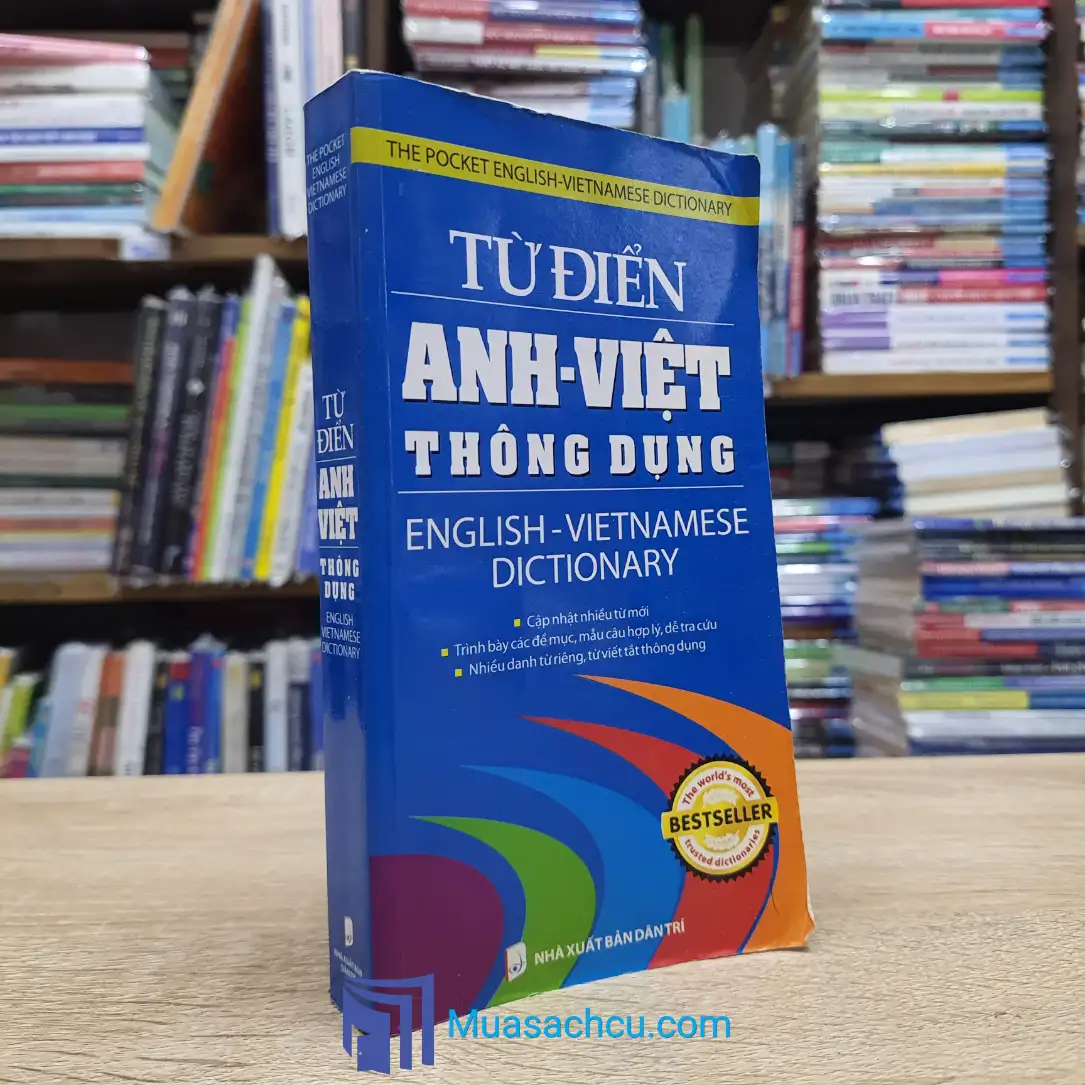 THE POCKET
ENGLISH
VIETNAMESE
DICTIONARY
TỪ
ĐIỂN
ANH
VIỆT
THÔNG
DỤNG
ENGLISH
VIETNAMESE
DICTIONARY
THE POCKET ENGLISH-VIETNAMESE DICTIONARY
TỪ ĐIỂN
ANH-VIỆT
THÔNG DỤNG
ENGLISH - VIETNAMESE
DICTIONARY
Cập nhật nhiều từ mới
Trình bày các đề mục, mẫu câu hợp lý, dễ tra cứu
Nhiều danh từ riêng, từ viết tắt thông dụng
The world's most
BESTSELLER
trusted dictionaries
NHÀ XUẤT BẢN DÂN TRÍ
Muasachcu.com